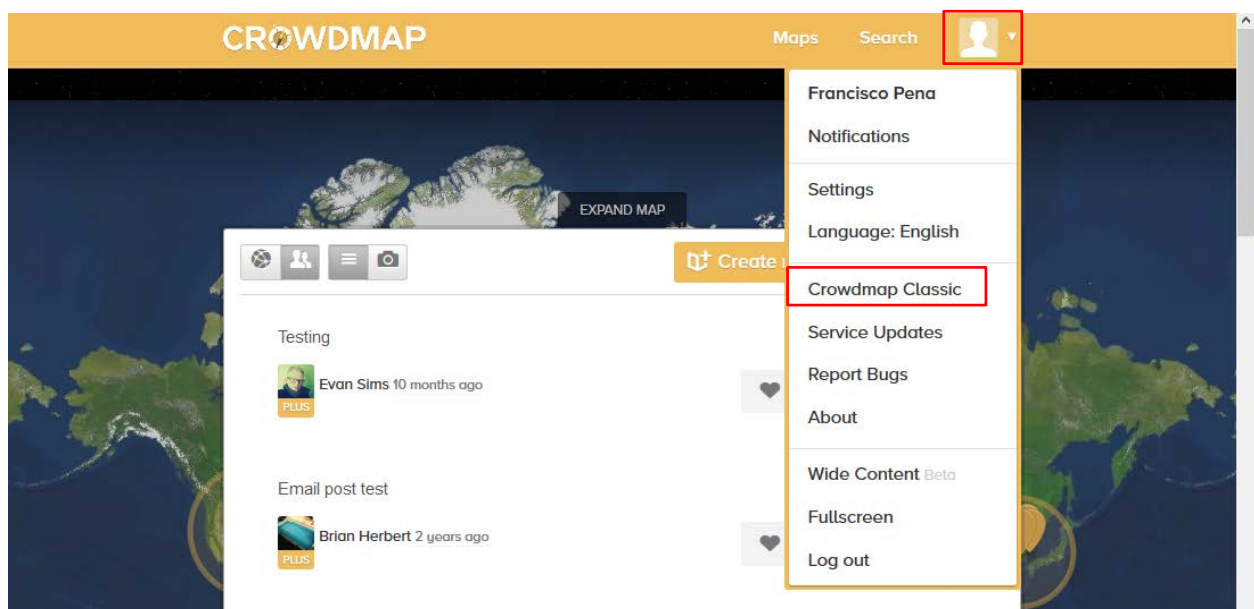 CROWDMAP
Maps Search
Francisco Pena
Notifications
Settings
Language: English
Crowdmap Classic
Service Updates
Report Bugs
About
Wide Content Beta
Fullscreen
Log out
EXPAND MAP
Create
Testing
Evan Sims 10 months ago
PLUS
Email post test
Brian Herbert 2 years ago
PLUS